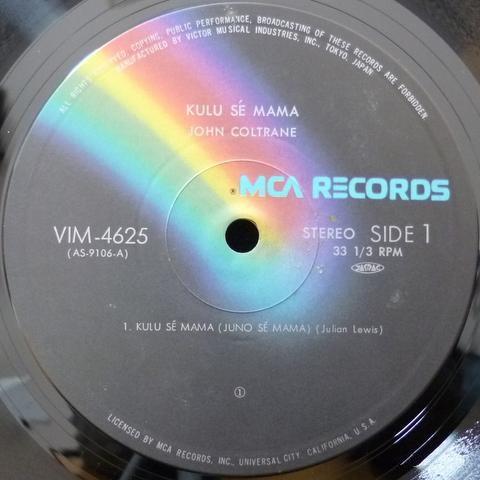 ALL RIGHTS RESERVED. COPYING, PUBLIC PERFORMANCE, BROADCASTING OF THESE RECORDS ARE FORBIDDEN
MANUFACTURED BY VICTOR MUSICAL INDUSTRIES, INC., TOKYO, JAPAN
KULU SÉ MAMA
JOHN COLTRANE
® MCA RECORDS
VIM-4625
(AS-9106-A)
STEREO SIDE 1
33 1/3 RPM
JASRAC
1. KULU SÉ MAMA (JUNO SÉ MAMA) (Julian Lewis)
①
LICENSED BY MCA RECORDS, INC., UNIVERSAL CITY, CALIFORNIA, U.S.A.